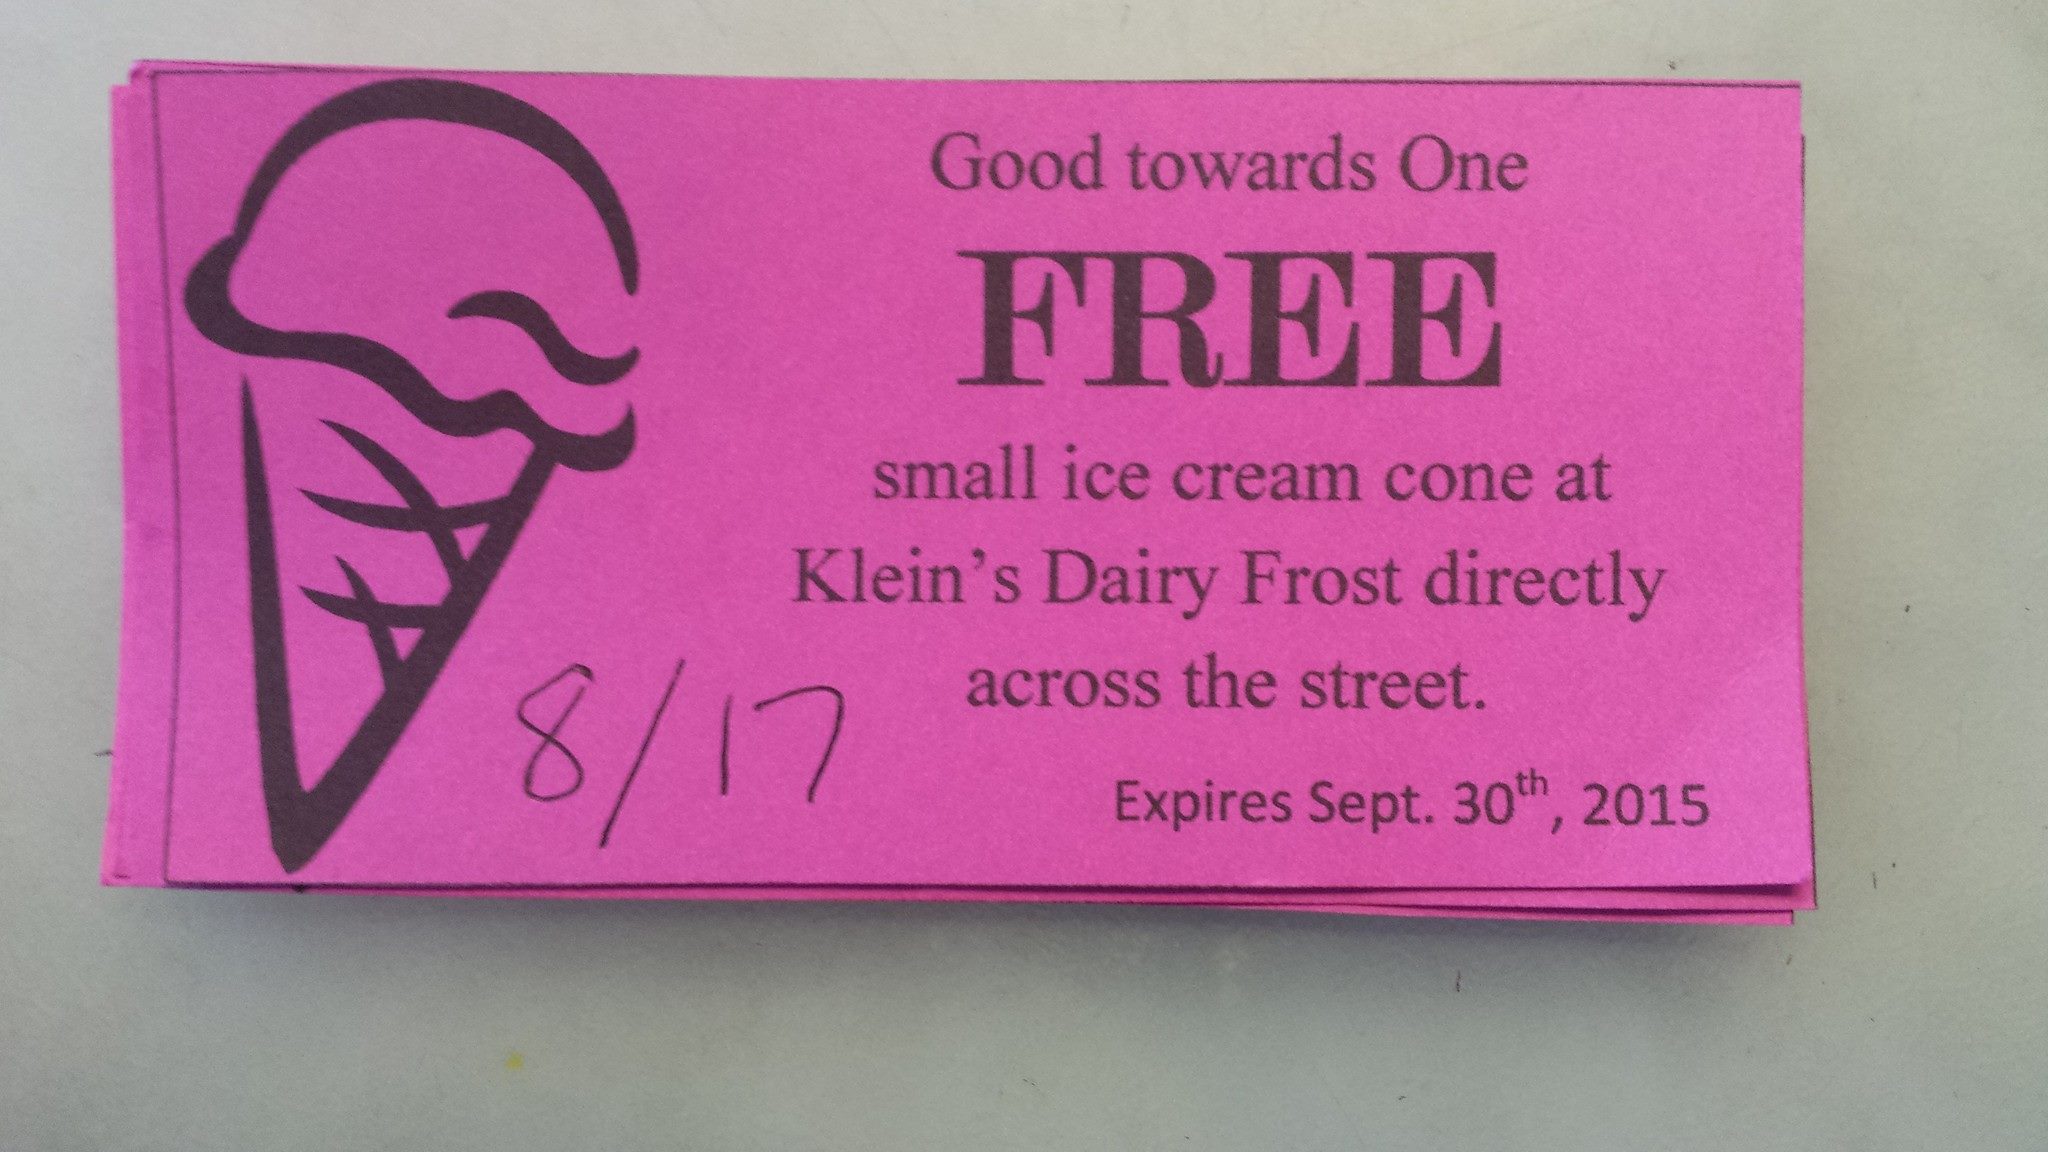 Good towards One
FREE
small ice cream cone at
Klein's Dairy Frost directly
across the street.
8/17
Expires Sept. 30th, 2015